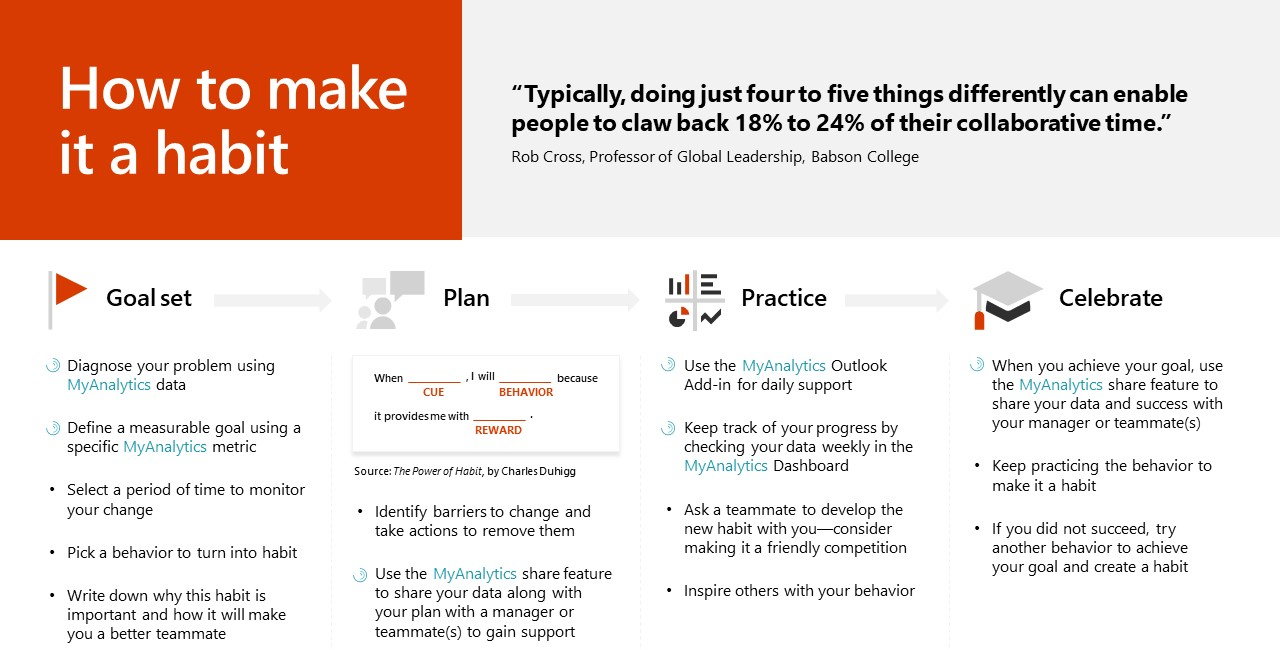 How to make
it a habit
“Typically, doing just four to five things differently can enable
people to claw back 18% to 24% of their collaborative time.”
Rob Cross, Professor of Global Leadership, Babson College
Goal set
Diagnose your problem using
MyAnalytics data
Define a measurable goal using a
specific MyAnalytics metric
• Select a period of time to monitor
your change
• Pick a behavior to turn into habit
• Write down why this habit is
important and how it will make
you a better teammate
Plan
When ________ , I will ________ because
CUE BEHAVIOR
it provides me with ________ .
REWARD
Source: The Power of Habit, by Charles Duhigg
• Identify barriers to change and
take actions to remove them
Use the MyAnalytics share feature
to share your data along with
your plan with a manager or
teammate(s) to gain support
Practice
Use the MyAnalytics Outlook
Add-in for daily support
Keep track of your progress by
checking your data weekly in the
MyAnalytics Dashboard
• Ask a teammate to develop the
new habit with you—consider
making it a friendly competition
• Inspire others with your behavior
Celebrate
When you achieve your goal, use
the MyAnalytics share feature to
share your data and success with
your manager or teammate(s)
• Keep practicing the behavior to
make it a habit
• If you did not succeed, try
another behavior to achieve
your goal and create a habit